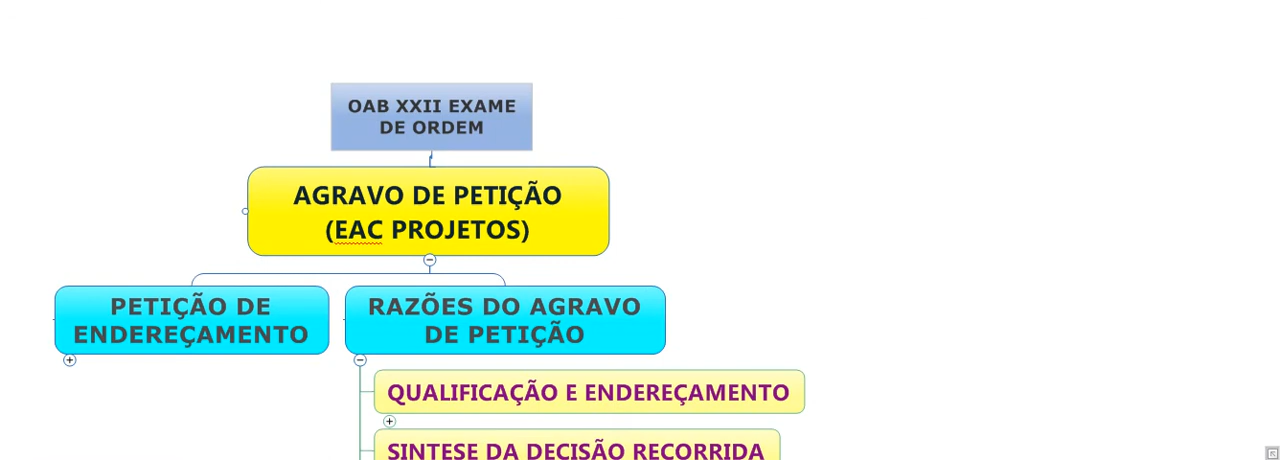 OAB XXII EXAME
DE ORDEM
AGRAVO DE PETIÇÃO
(EAC PROJETOS)
PETIÇÃO DE
ENDEREÇAMENTO
RAZÕES DO AGRAVO
DE PETIÇÃO
QUALIFICAÇÃO E ENDEREÇAMENTO
SINTESE DA DECISÃO RECORRIDA